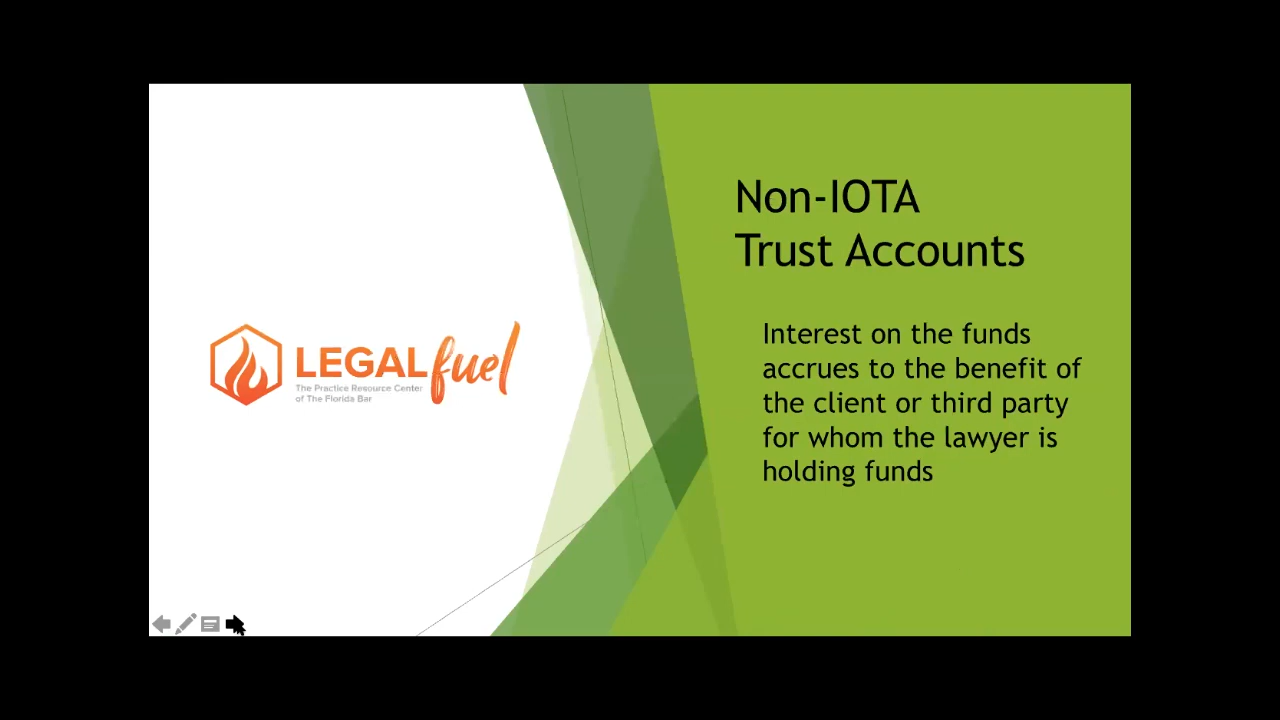 LEGAL fuel
The Practice Resource Center
of The Florida Bar
Non-IOTA
Trust Accounts
Interest on the funds
accrues to the benefit of
the client or third party
for whom the lawyer is
holding funds